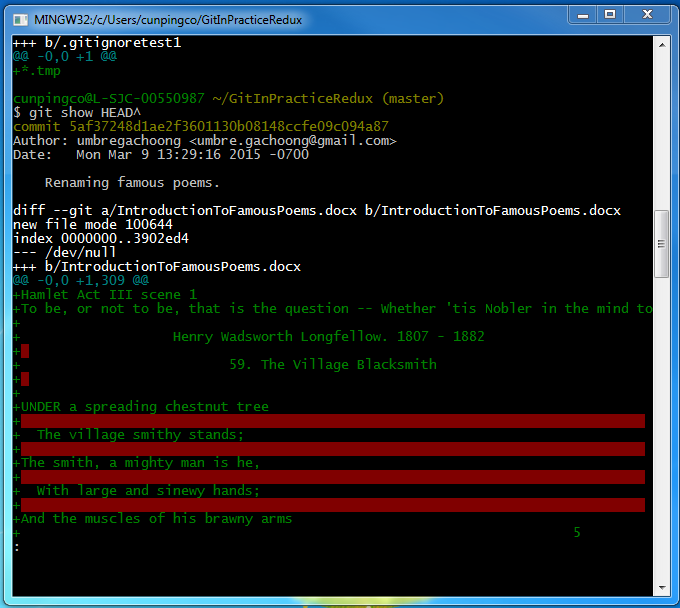 MINGW32:/c/Users/cunpingco/GitInPracticeRedux
+++ b/.gitignoretest1
@@ -0,0 +1 @@
+*.tmp
cunpingco@L-SJC-00550987 ~/GitInPracticeRedux (master)
$ git show HEAD^
commit 5af37248d1ae2f3601130b08148ccfe09c094a87
Author: umbregachoong <umbre.gachoong@gmail.com>
Date:   Mon Mar 9 13:29:16 2015 -0700
    Renaming famous poems.
diff --git a/IntroductionToFamousPoems.docx b/IntroductionToFamousPoems.docx
new file mode 100644
index 0000000..3902ed4
--- /dev/null
+++ b/IntroductionToFamousPoems.docx
@@ -0,0 +1,309 @@
+Hamlet Act III scene 1
+To be, or not to be, that is the question -- Whether 'tis Nobler in the mind to
+
+                   Henry Wadsworth Longfellow. 1807 - 1882
+
+                          59. The Village Blacksmith
+
+
+UNDER a spreading chestnut tree
+
+  The village smithy stands;
+
+The smith, a mighty man is he,
+
+  With large and sinewy hands;
+
+And the muscles of his brawny arms
+                                                                     5
: